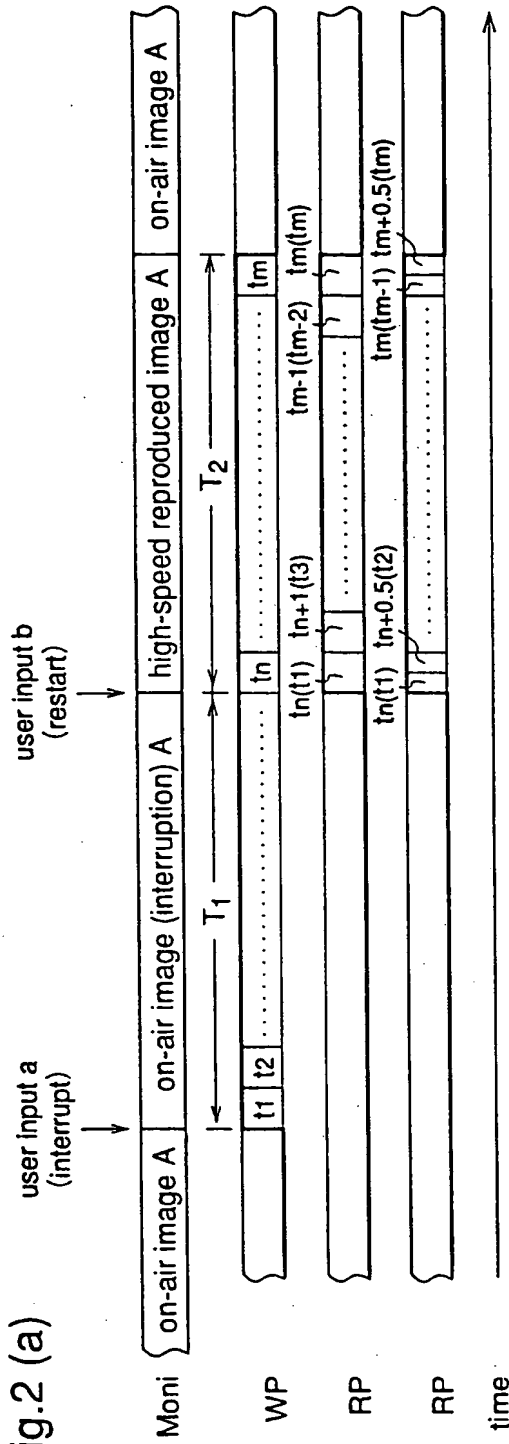 ig.2 (a)
user input a
(interrupt)
user input b
(restart)
Moni
on-air image A
on-air image (interruption) A
high-speed reproduced image A
on-air image A
T1
T2
WP
t1
t2
tn
tm
RP
tn(t1)
tn+1(t3)
tm-1(tm-2)
tm(tm)
RP
tn(t1)
tn+0.5(t2)
tm(tm-1)
tm+0.5(tm)
time